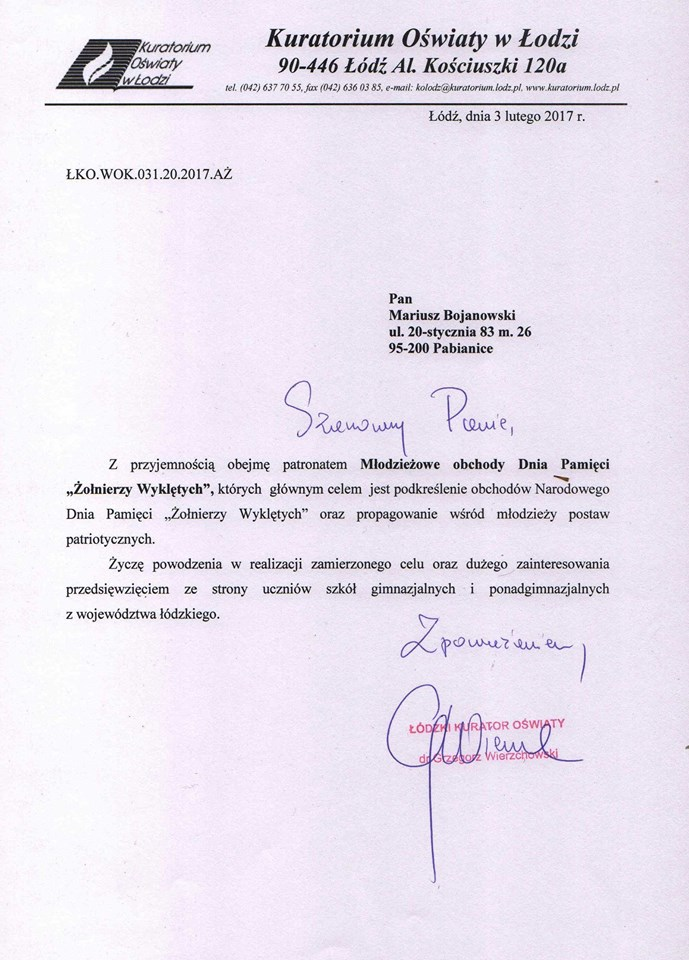 Kuratorium
Oświaty
w Łodzi
Kuratorium Oświaty w Łodzi
90-446 Łódź Al. Kościuszki 120a
tel. (042) 637 70 55, fax (042) 636 03 85, e-mail: kolodz@kuratorium.lodz.pl, www.kuratorium.lodz.pl
Łódź, dnia 3 lutego 2017 r.
ŁKO.WOK.031.20.2017.AŻ
Pan
Mariusz Bojanowski
ul. 20-stycznia 83 m. 26
95-200 Pabianice
Szanowny Panie,
Z przyjemnością obejmę patronatem Młodzieżowe obchody Dnia Pamięci
„Żołnierzy Wyklętych”, których głównym celem jest podkreślenie obchodów Narodowego
Dnia Pamięci „Żołnierzy Wyklętych” oraz propagowanie wśród młodzieży postaw
patriotycznych.
Życzę powodzenia w realizacji zamierzonego celu oraz dużego zainteresowania
przedsięwzięciem ze strony uczniów szkół gimnazjalnych i ponadgimnazjalnych
z województwa łódzkiego.
Z poważaniem,
ŁÓDZKI KURATOR OŚWIATY
dr Grzegorz Wierzchowski